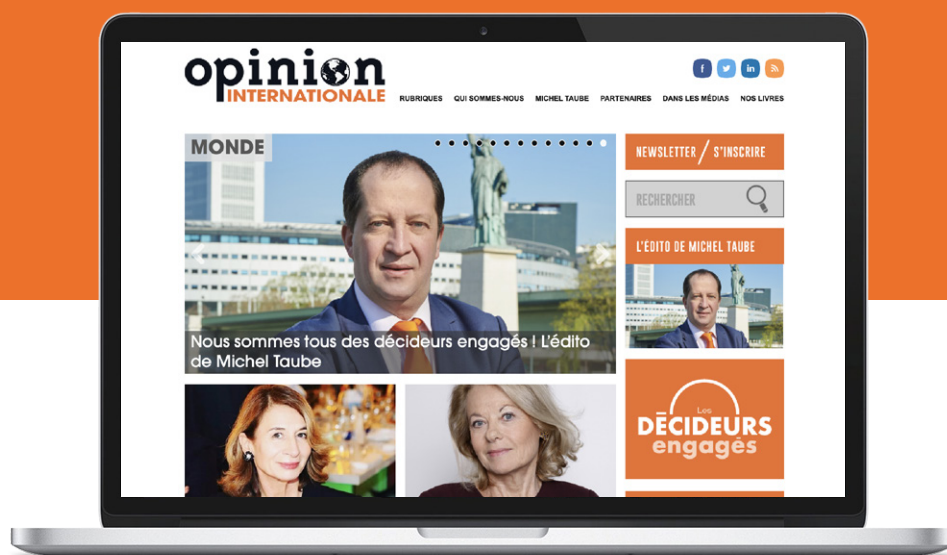 opinion
INTERNATIONALE
RUBRIQUES QUI SOMMES-NOUS MICHEL TAUBE PARTENAIRES DANS LES MÉDIAS NOS LIVRES
MONDE
NEWSLETTER / S'INSCRIRE
RECHERCHER
L'ÉDITO DE MICHEL TAUBE
Nous sommes tous des décideurs engagés ! L'édito
de Michel Taube
Les
DÉCIDEURS
engagés